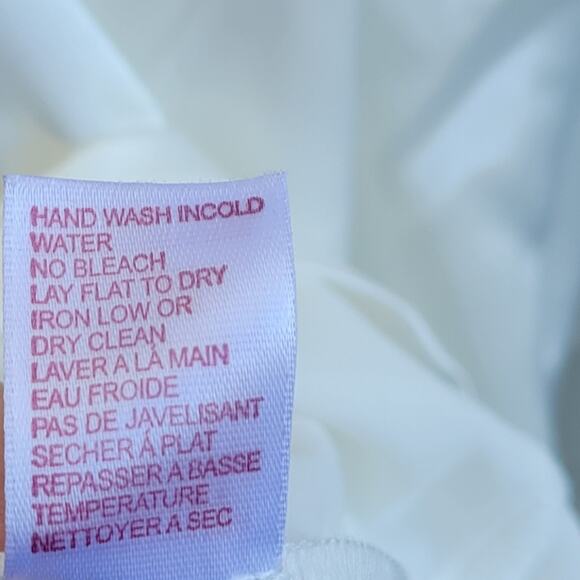 HAND WASH INCOLD
WATER
NO BLEACH
LAY FLAT TO DRY
IRON LOW OR
DRY CLEAN
LAVER A LÀ MAIN
EAU FROIDE
PAS DE JAVELISANT
SECHER Á PLAT
REPASSER A BASSE
TEMPERATURE
NETTOYER Á SEC